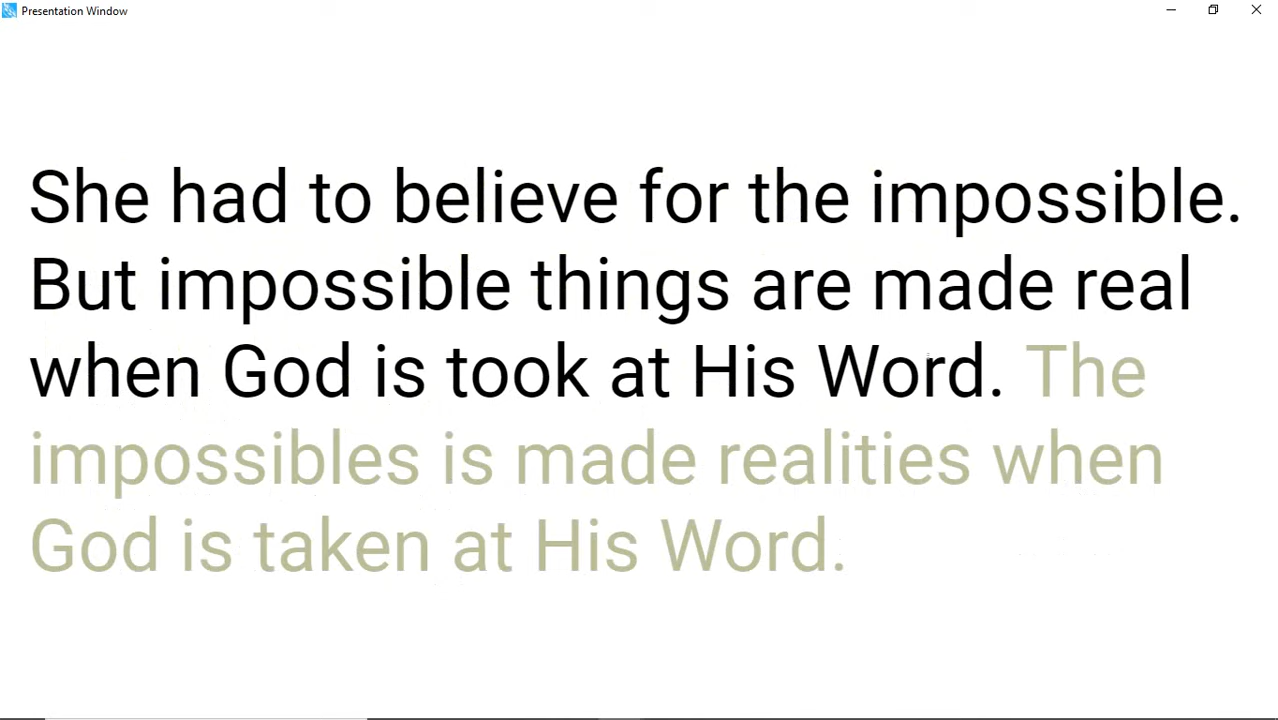 Presentation Window
She had to believe for the impossible.
But impossible things are made real
when God is took at His Word. The
impossibles is made realities when
God is taken at His Word.